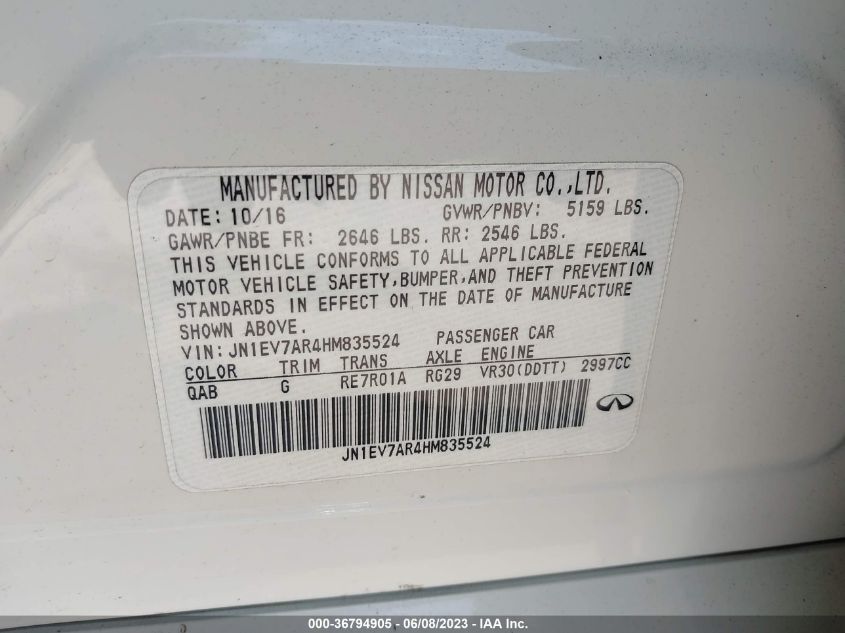 MANUFACTURED BY NISSAN MOTOR CO.,LTD.
DATE: 10/16 GVWR/PNBV: 5159 LBS.
GAWR/PNBE FR: 2646 LBS. RR: 2546 LBS.
THIS VEHICLE CONFORMS TO ALL APPLICABLE FEDERAL
MOTOR VEHICLE SAFETY,BUMPER,AND THEFT PREVENTION
STANDARDS IN EFFECT ON THE DATE OF MANUFACTURE
SHOWN ABOVE.
VIN: JN1EV7AR4HM835524 PASSENGER CAR
COLOR TRIM TRANS AXLE ENGINE
QAB G RE7R01A RG29 VR30(DDTT) 2997CC
JN1EV7AR4HM835524
000-36794905 - 06/08/2023 - IAA Inc.